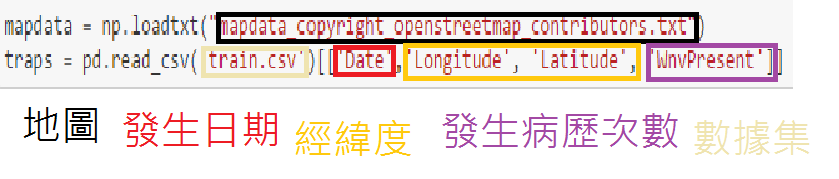 mapdata = np.loadtxt("mapdata_copyright_openstreetmap_contributors.txt")
traps = pd.read_csv('train.csv')[['Date','Longitude', 'Latitude', 'WnvPresent']]
地圖 發生日期 經緯度 發生病歷次數 數據集